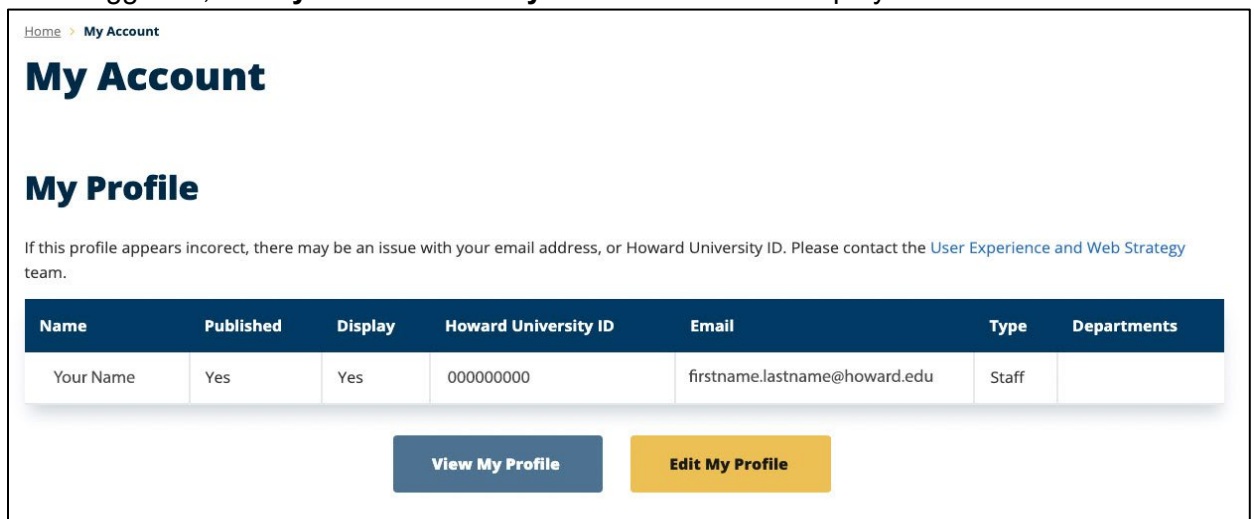 Home > My Account
My Account
My Profile
If this profile appears incorect, there may be an issue with your email address, or Howard University ID. Please contact the User Experience and Web Strategy
team.
Name Published Display Howard University ID Email Type Departments
Your Name Yes Yes 000000000 firstname.lastname@howard.edu Staff
View My Profile Edit My Profile